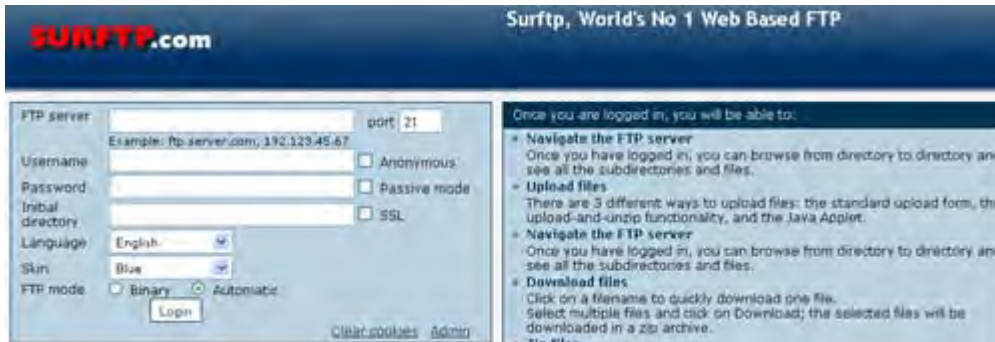 SURFTP.com
Surftp, World's No 1 Web Based FTP
FTP server
port 21
Example: ftp.server.com, 192.123.45.67
Username
Anonymous
Password
Passive mode
Initial directory
SSL
Language English
Skin Blue
FTP mode Binary Automatic
Login
Clear cookies Admin
Once you are logged in, you will be able to:
Navigate the FTP server
Once you have logged in, you can browse from directory to directory and
see all the subdirectories and files.
Upload files
There are 3 different ways to upload files: the standard upload form, the
upload-and-unzip functionality, and the Java Applet.
Navigate the FTP server
Once you have logged in, you can browse from directory to directory and
see all the subdirectories and files.
Download files
Click on a filename to quickly download one file.
Select multiple files and click on Download; the selected files will be
downloaded in a zip archive.